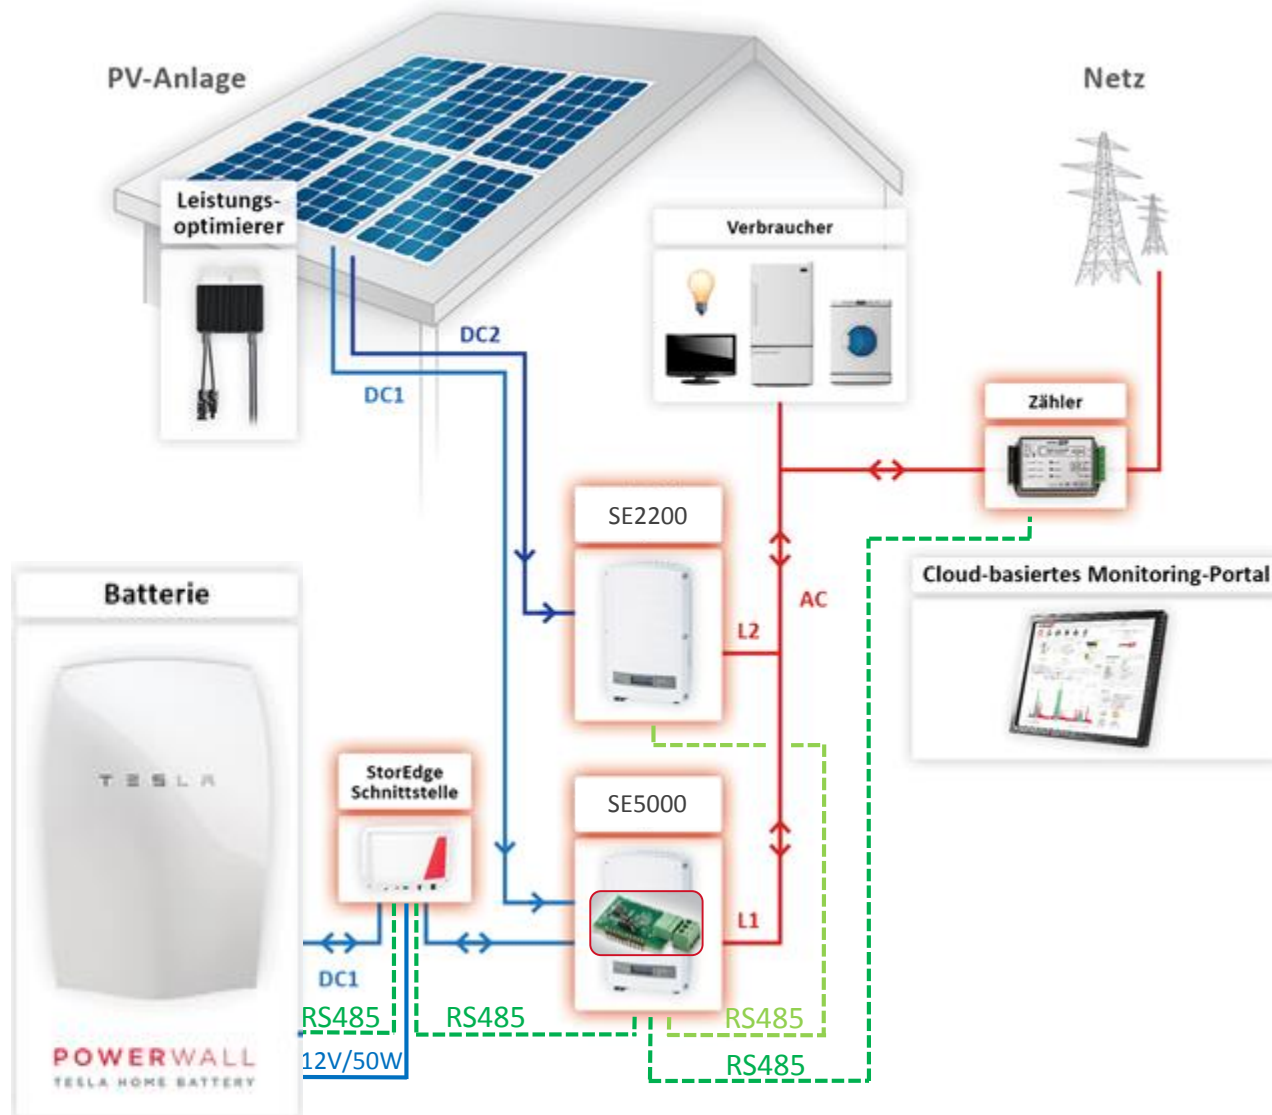 PV-Anlage
Netz
Leistungs-
optimierer
Verbraucher
DC2
DC1
Zähler
SE2200
Cloud-basiertes Monitoring-Portal
Batterie
AC
L2
TESLA
StorEdge
Schnittstelle
SE5000
L1
DC1
RS485
RS485
RS485
12V/50W
RS485
POWERWALL
TESLA HOME BATTERY